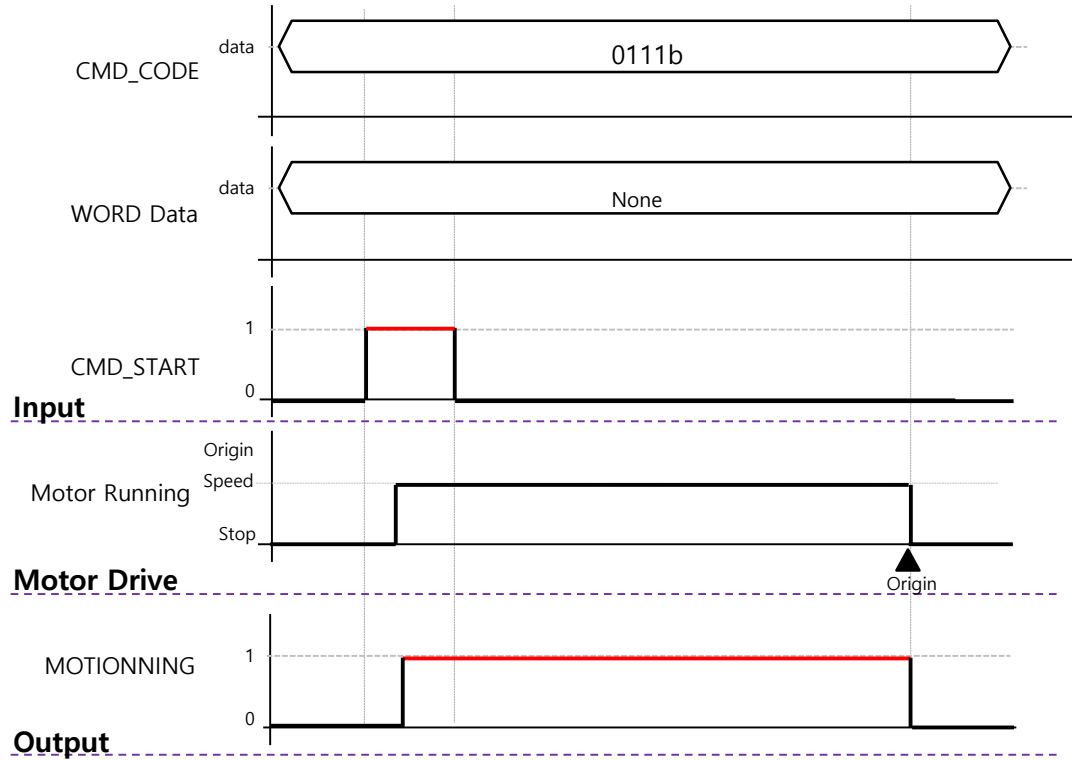 data
CMD_CODE
0111b
data
WORD Data
None
1
CMD_START
0
Input
Origin
Speed
Motor Running
Stop
Motor Drive
Origin
1
MOTIONNING
0
Output